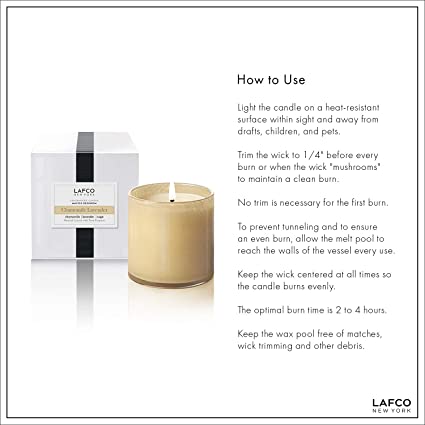 How to Use
Light the candle on a heat-resistant
surface within sight and away from
drafts, children, and pets.
Trim the wick to 1/4" before every
burn or when the wick "mushrooms"
to maintain a clean burn.
No trim is necessary for the first burn.
To prevent tunneling and to ensure
an even burn, allow the melt pool to
reach the walls of the vessel every use.
Keep the wick centered at all times so
the candle burns evenly.
The optimal burn time is 2 to 4 hours.
Keep the wax pool free of matches,
wick trimming and other debris.
LAFCO
NEW YORK
Chamomile Lavender
LAFCO
NEW YORK